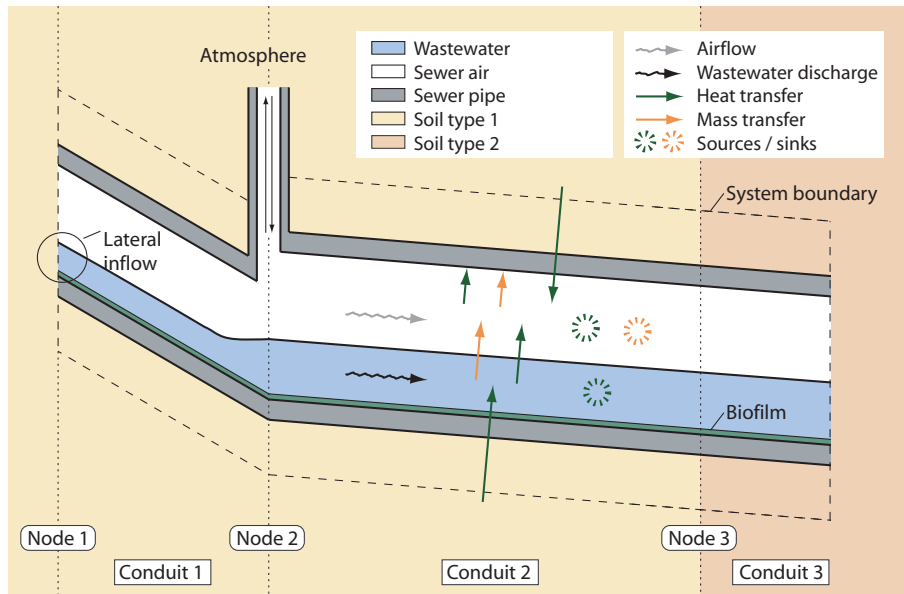 Atmosphere
Wastewater
Sewer air
Sewer pipe
Soil type 1
Soil type 2
Airflow
Wastewater discharge
Heat transfer
Mass transfer
Sources / sinks
System boundary
Lateral
inflow
Biofilm
Node 1
Node 2
Node 3
Conduit 1
Conduit 2
Conduit 3